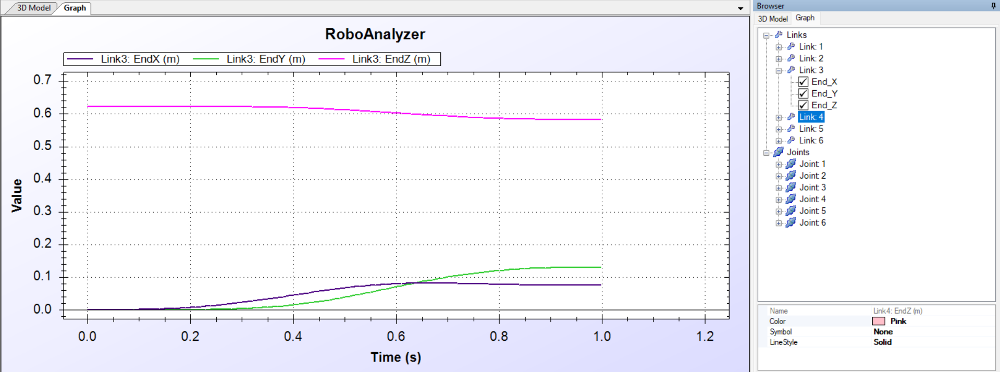 3D Model Graph
RoboAnalyzer
Link3: EndX (m) Link3: EndY (m) Link3: EndZ (m)
0.7
0.6
0.5
0.4
0.3
0.2
0.1
0.0
Value
0.0 0.2 0.4 0.6 0.8 1.0 1.2
Time (s)
Browser
3D Model Graph
Links
Link: 1
Link: 2
Link: 3
End_X
End_Y
End_Z
Link: 4
Link: 5
Link: 6
Joints
Joint: 1
Joint: 2
Joint: 3
Joint: 4
Joint: 5
Joint: 6
Name Link4: EndZ (m)
Color Pink
Symbol None
LineStyle Solid